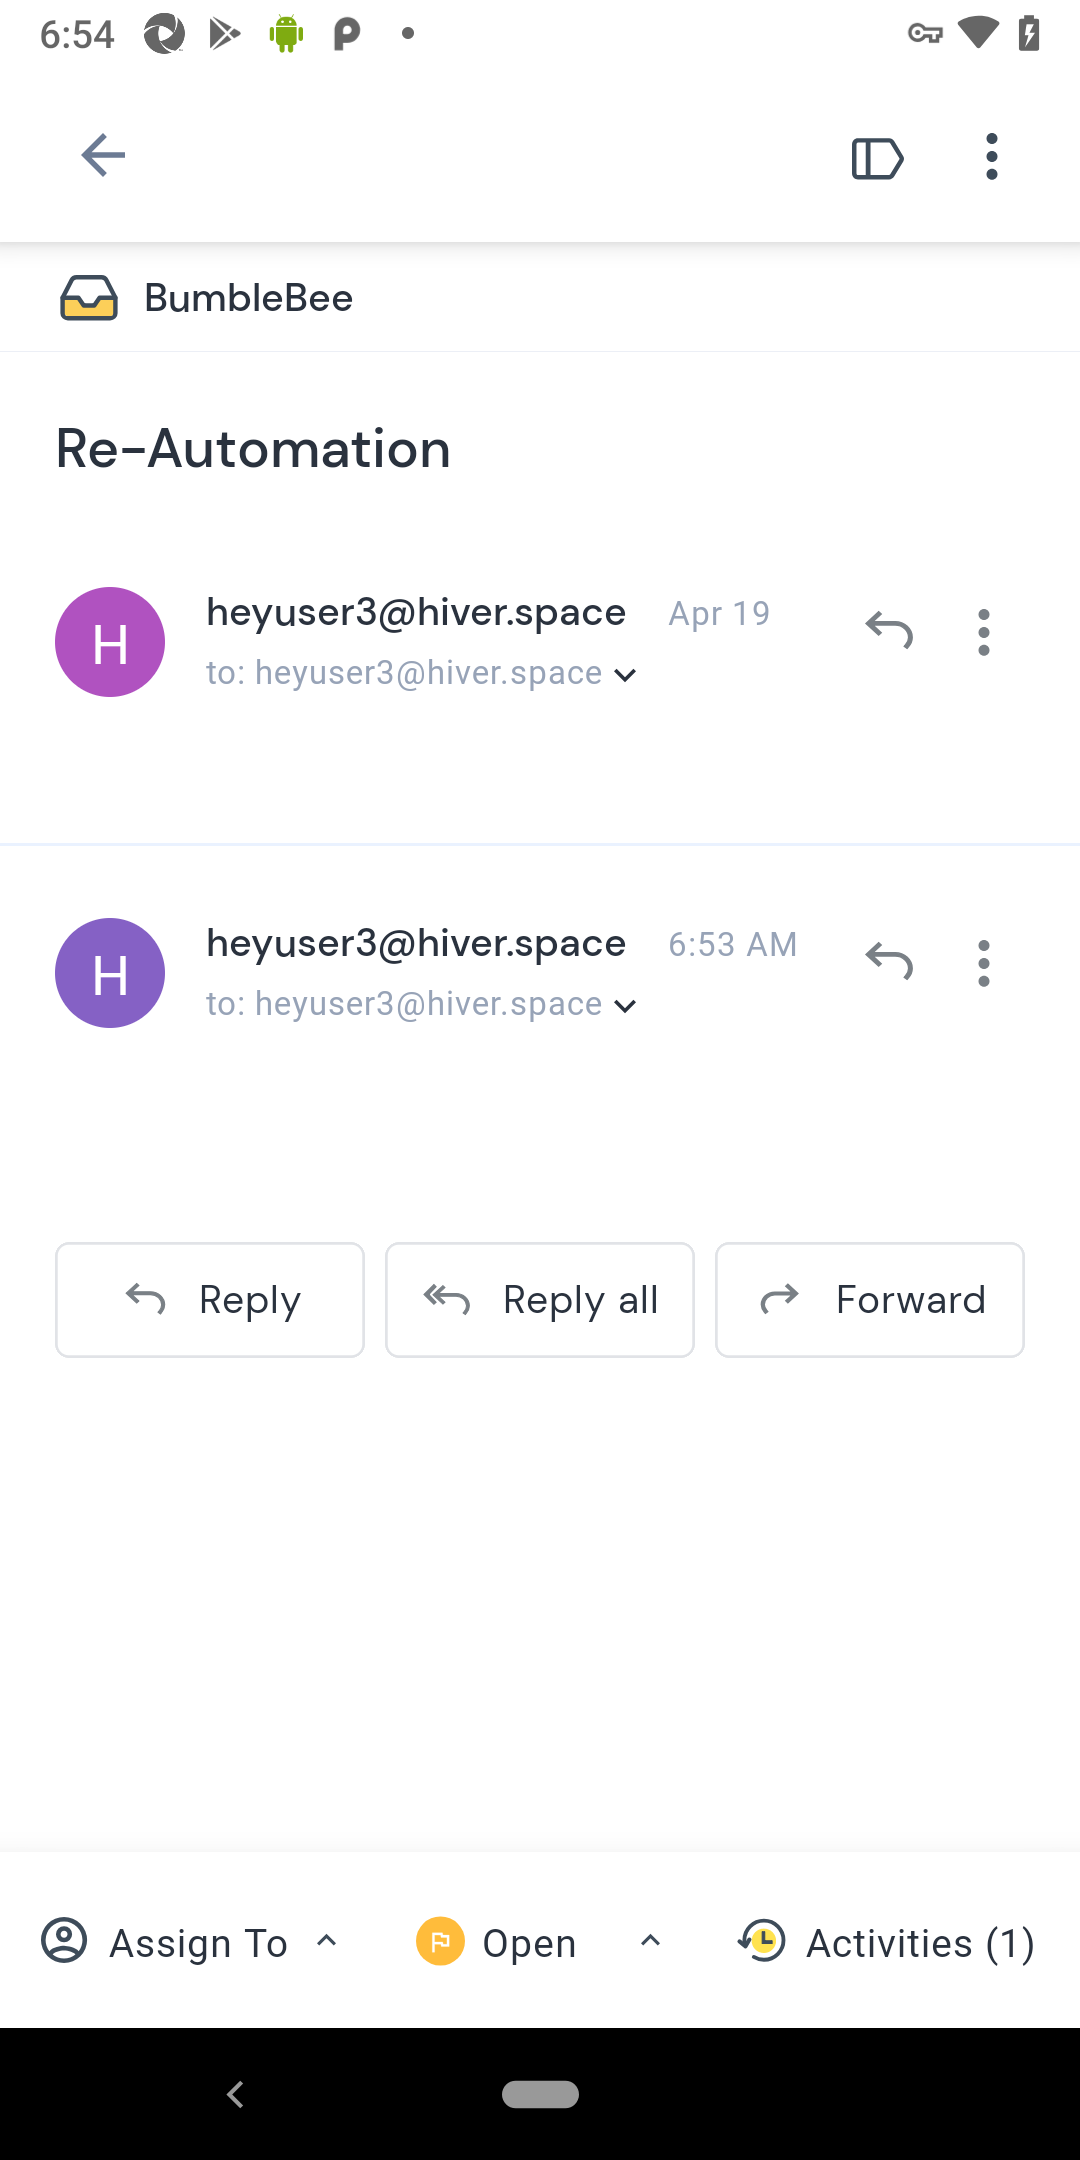 6:54
BumbleBee
Re-Automation
H
heyuser3@hiver.space Apr 19
to: heyuser3@hiver.space
H
heyuser3@hiver.space 6:53 AM
to: heyuser3@hiver.space
Reply Reply all Forward
Assign To Open Activities (1)